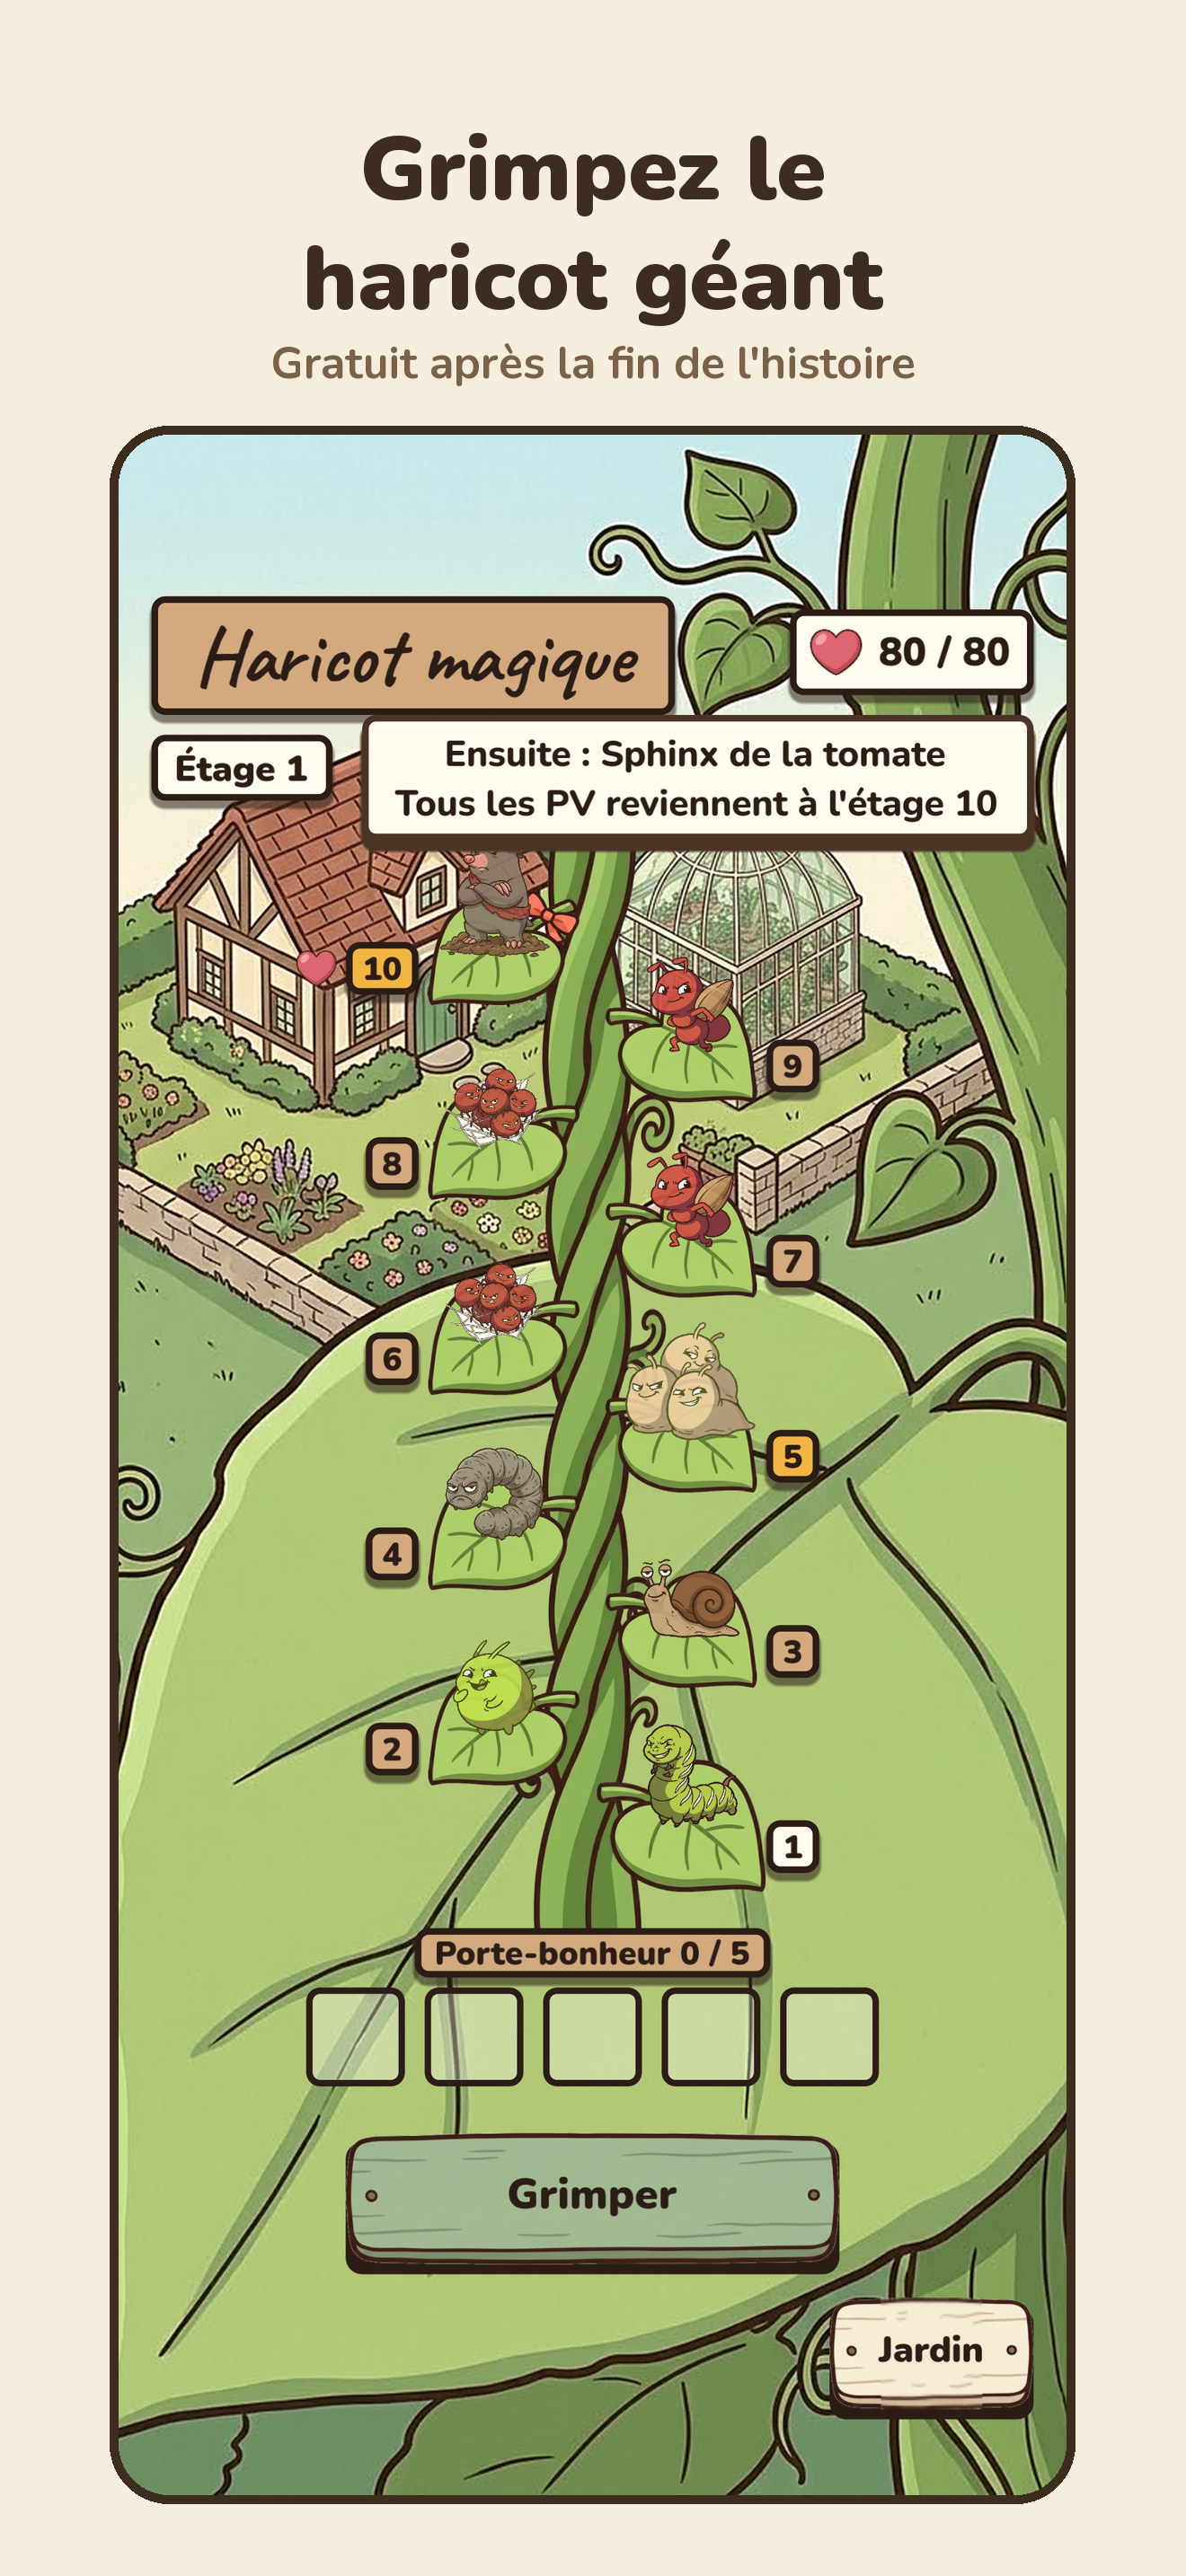 Grimpez le
haricot géant
Gratuit après la fin de l'histoire
Haricot magique
80 / 80
Étage 1
Ensuite : Sphinx de la tomate
Tous les PV reviennent à l'étage 10
10
9
8
7
6
5
4
3
2
1
Porte-bonheur 0 / 5
Grimper
Jardin